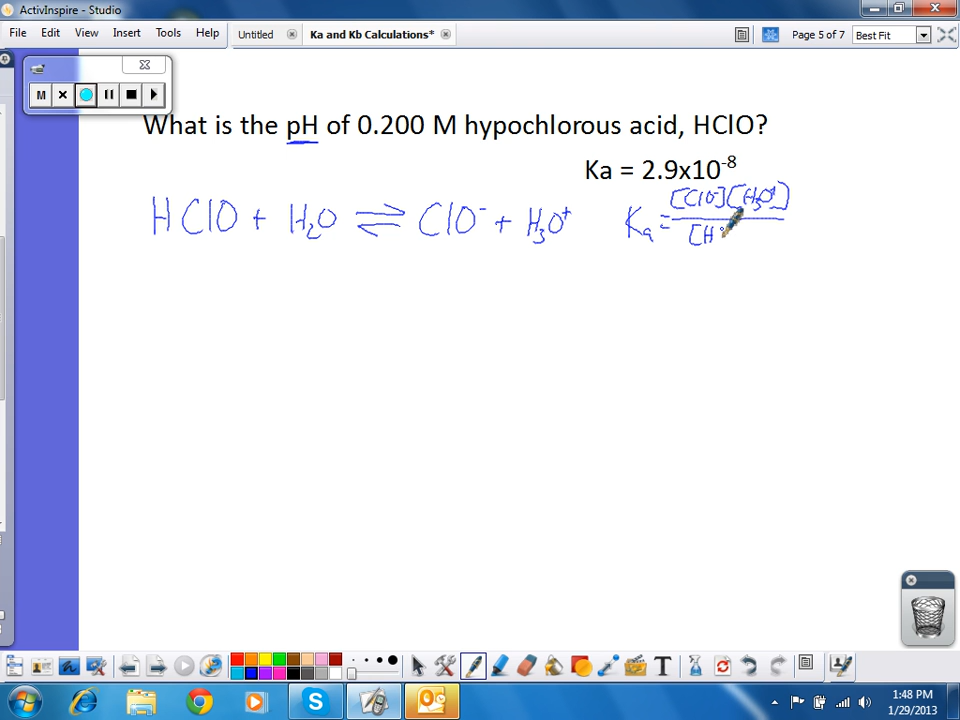 ActivInspire - Studio
File Edit View Insert Tools Help Untitled Ka and Kb Calculations* Page 5 of 7 Best Fit
M
What is the pH of 0.200 M hypochlorous acid, HClO?
Ka = 2.9x10⁻⁸
HClO + H₂O ⇌ ClO⁻ + H₃O⁺ Ka = [ClO⁻][H₃O⁺]
[H
T
S
1:48 PM
1/29/2013